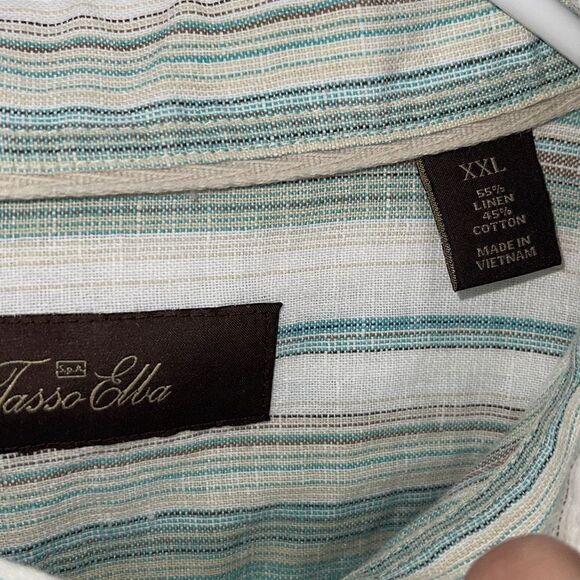 XXL
55%
LINEN
45%
COTTON
MADE IN
VIETNAM
S.p.A.
Tasso Elba